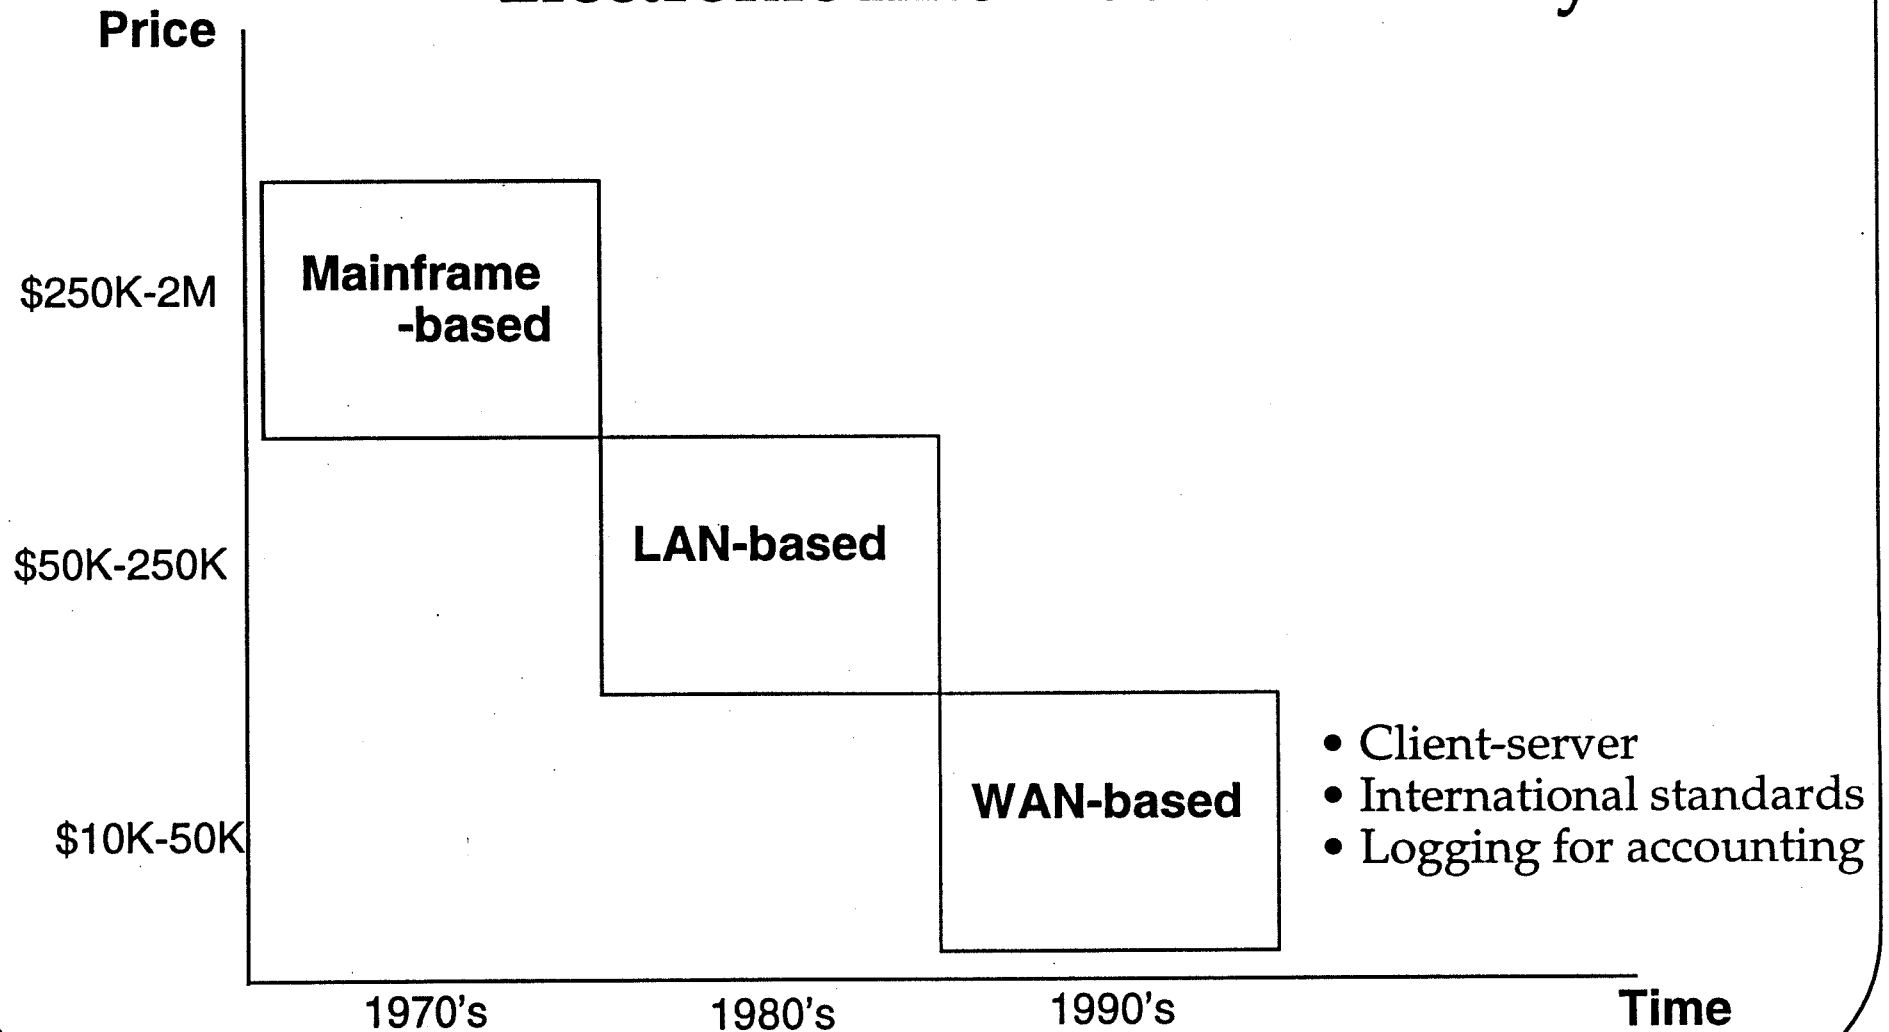 Price
$250K-2M
Mainframe
-based
$50K-250K
LAN-based
$10K-50K
WAN-based
• Client-server
• International standards
• Logging for accounting
1970's
1980's
1990's
Time